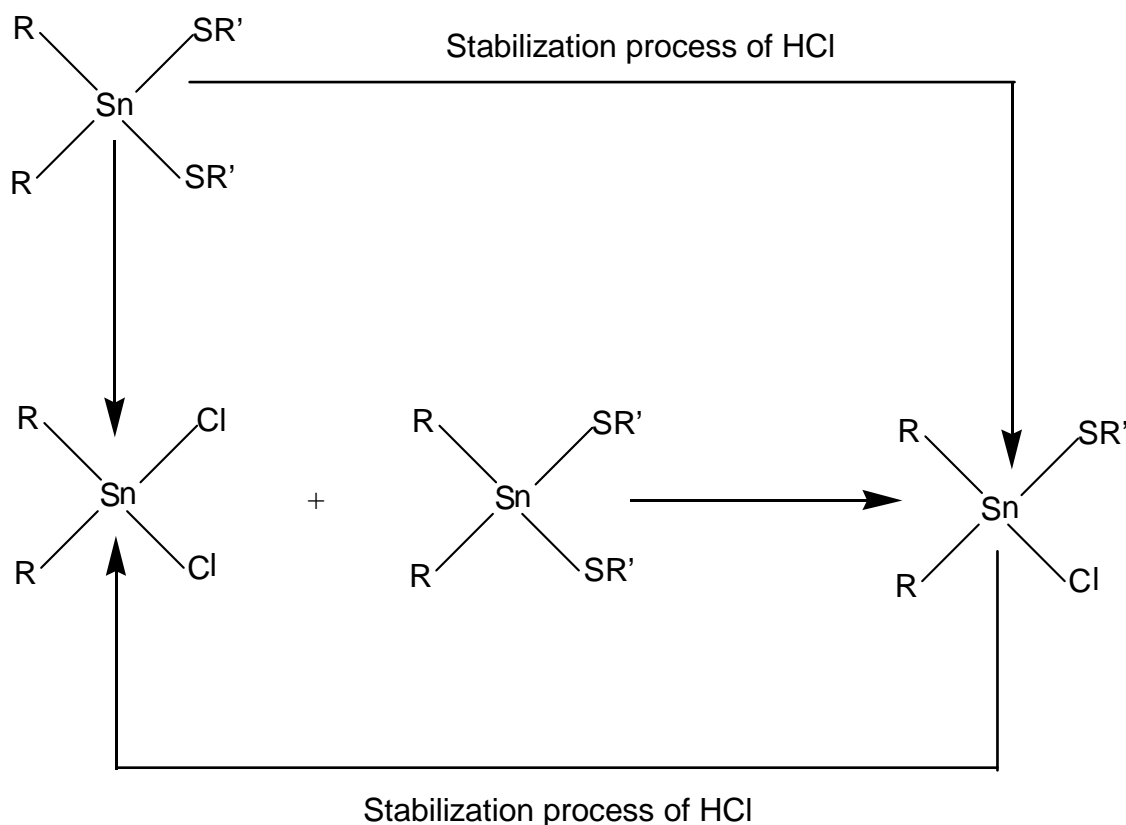 R SR'
Stabilization process of HCl
Sn
R SR'
R Cl R SR' R SR'
Sn + Sn Sn
R Cl R SR' R Cl
Stabilization process of HCl